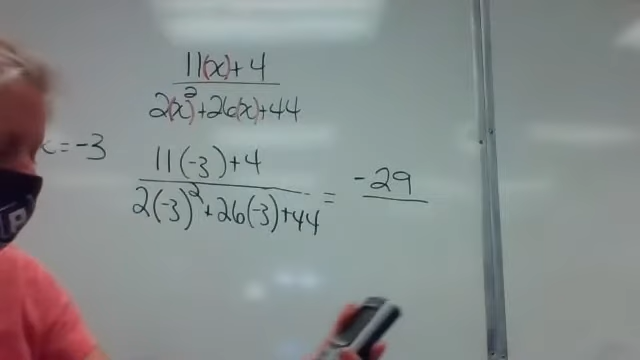 11(x)+4
2(x)²+26(x)+44
x=-3
11(-3)+4
2(-3)²+26(-3)+44
= -29